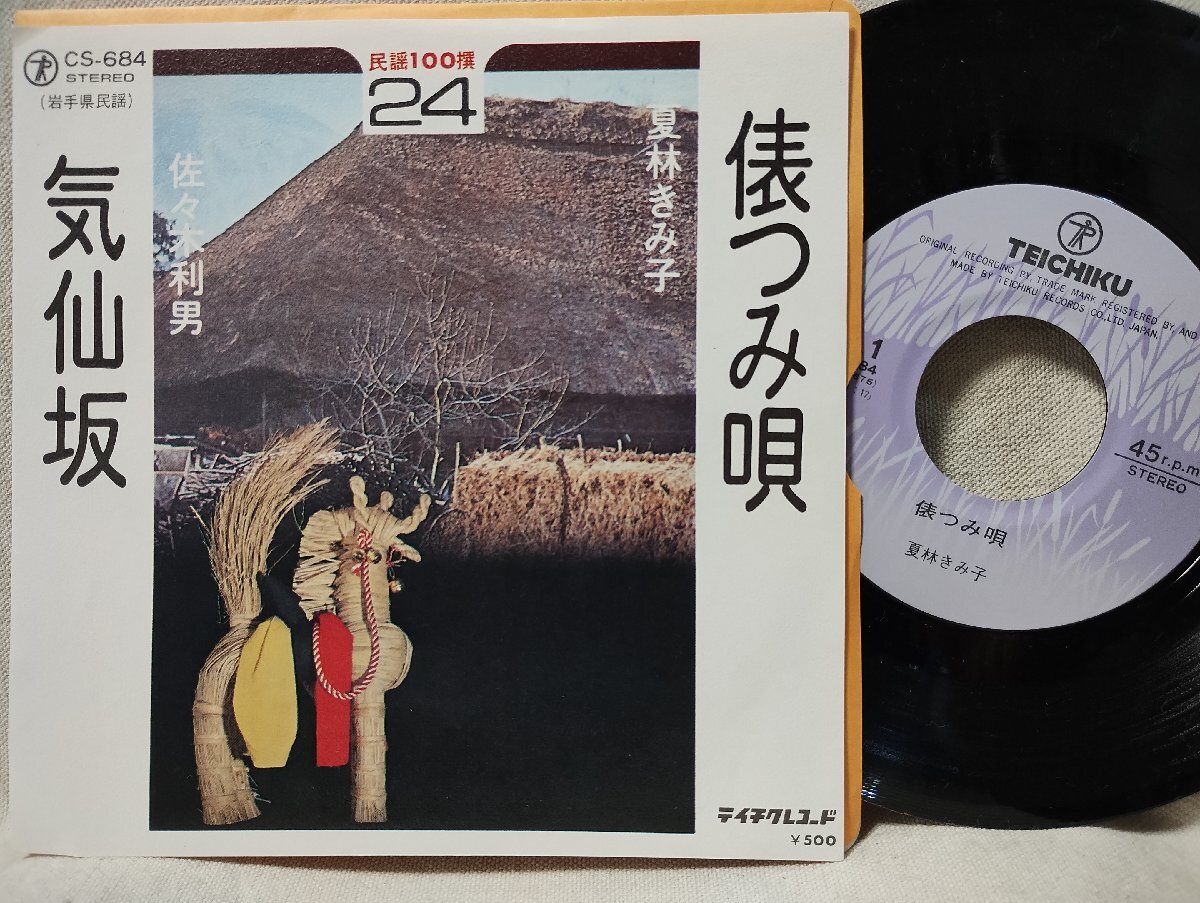 CS-684
STEREO
(岩手県民謡)
民謡100撰
24
俵つみ唄
夏林きみ子
佐々木利男
気仙坂
テイチクレコード
¥500
TEICHIKU
ORIGINAL RECORDING PY. TRADE MARK REGISTERED BY, AND
MADE BY TEICHIKU RECORDS CO.,LTD. JAPAN.
1
45r.p.m
STEREO
俵つみ唄
夏林きみ子